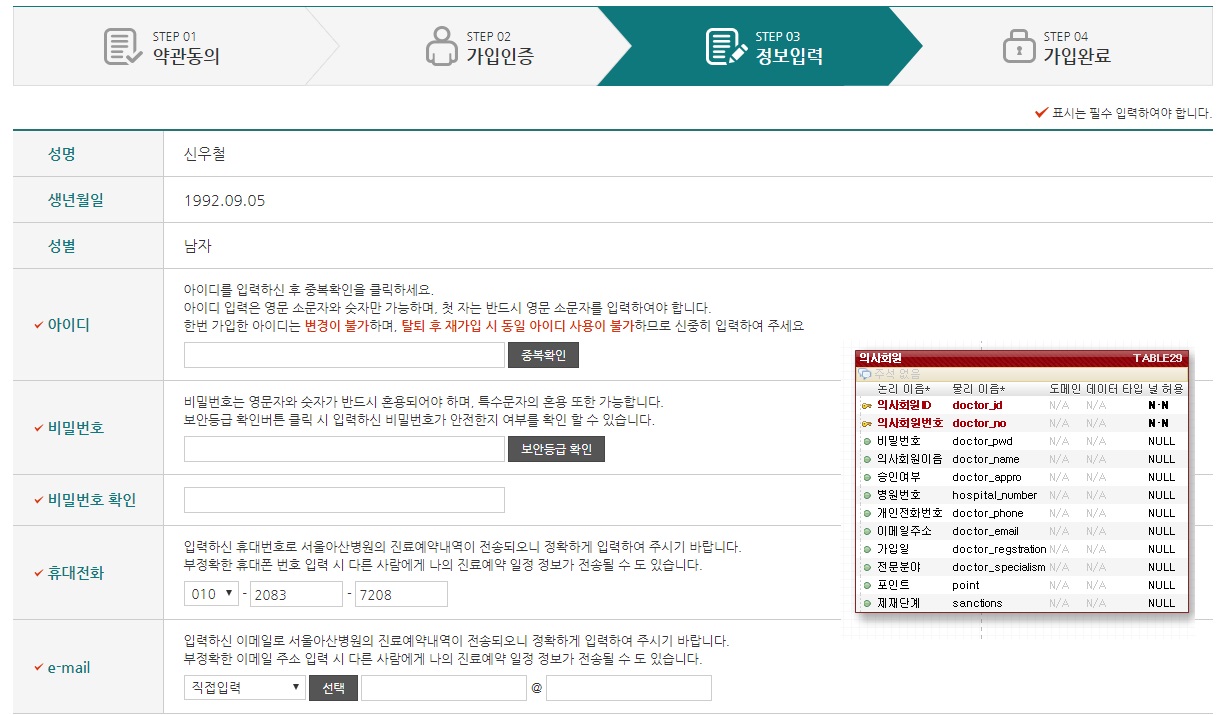 STEP 01
약관동의
STEP 02
가입인증
STEP 03
정보입력
STEP 04
가입완료
표시는 필수 입력하여야 합니다.
성명 신우철
생년월일 1992.09.05
성별 남자
아이디
아이디를 입력하신 후 중복확인을 클릭하세요.
아이디 입력은 영문 소문자와 숫자만 가능하며, 첫 자는 반드시 영문 소문자를 입력하여야 합니다.
한번 가입한 아이디는 변경이 불가하며, 탈퇴 후 재가입 시 동일 아이디 사용이 불가하므로 신중히 입력하여 주세요
중복확인
비밀번호
비밀번호는 영문자와 숫자가 반드시 혼용되어야 하며, 특수문자의 혼용 또한 가능합니다.
보안등급 확인버튼 클릭 시 입력하신 비밀번호가 안전한지 여부를 확인 할 수 있습니다.
보안등급 확인
비밀번호 확인
휴대전화
입력하신 휴대번호로 서울아산병원의 진료예약내역이 전송되오니 정확하게 입력하여 주시기 바랍니다.
부정확한 휴대폰 번호 입력 시 다른 사람에게 나의 진료예약 일정 정보가 전송될 수 도 있습니다.
010 - 2083 - 7208
e-mail
입력하신 이메일로 서울아산병원의 진료예약내역이 전송되오니 정확하게 입력하여 주시기 바랍니다.
부정확한 이메일 주소 입력 시 다른 사람에게 나의 진료예약 일정 정보가 전송될 수 도 있습니다.
직접입력 선택 @
의사회원 TABLE29
주석 없음
논리 이름* 물리 이름* 도메인 데이터 타입 널 허용
의사회원ID doctor_id N/A N/A N-N
의사회원번호 doctor_no N/A N/A N-N
비밀번호 doctor_pwd N/A N/A NULL
의사회원이음 doctor_name N/A N/A NULL
승인여부 doctor_appro N/A N/A NULL
병원번호 hospital_number N/A N/A NULL
개인전화번호 doctor_phone N/A N/A NULL
이메일주소 doctor_email N/A N/A NULL
가입일 doctor_regstration N/A N/A NULL
전문분야 doctor_specialism N/A N/A NULL
포인트 point N/A N/A NULL
제재단계 sanctions N/A N/A NULL